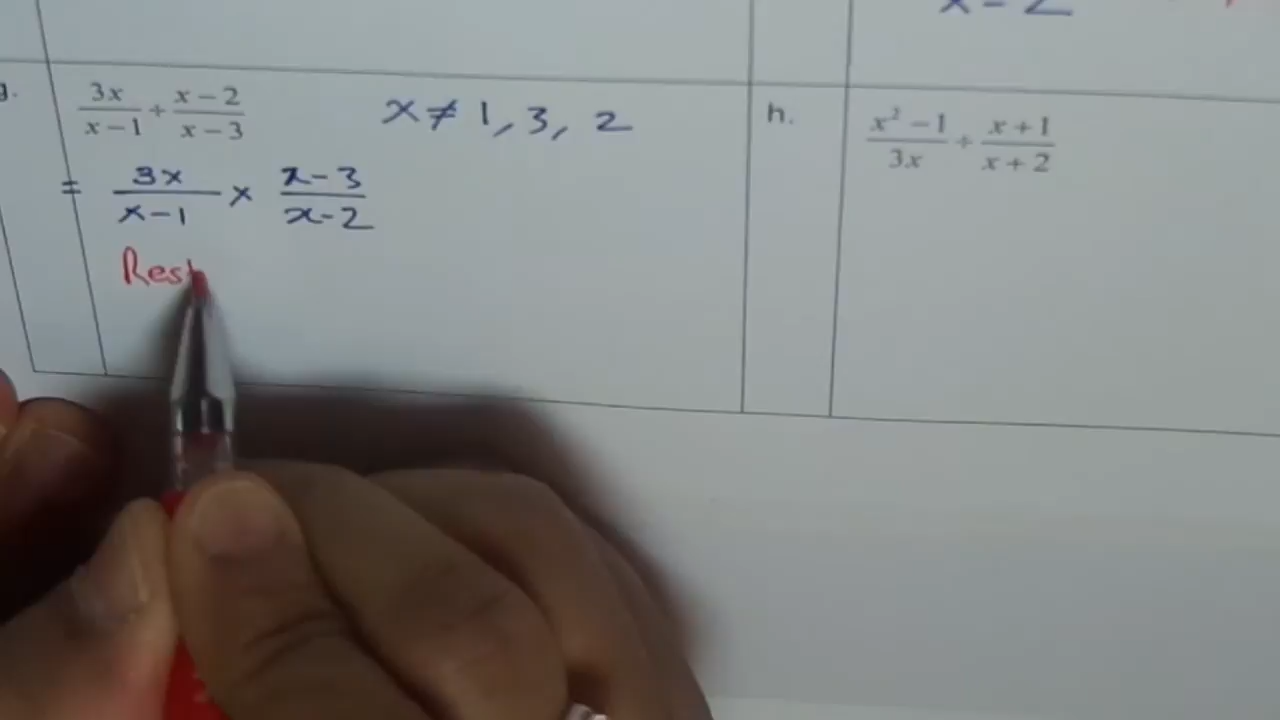 x-2
g. 3x/x-1 ÷ x-2/x-3 x ≠ 1, 3, 2
= 3x/x-1 × x-3/x-2
Rest
h. x²-1/3x ÷ x+1/x+2